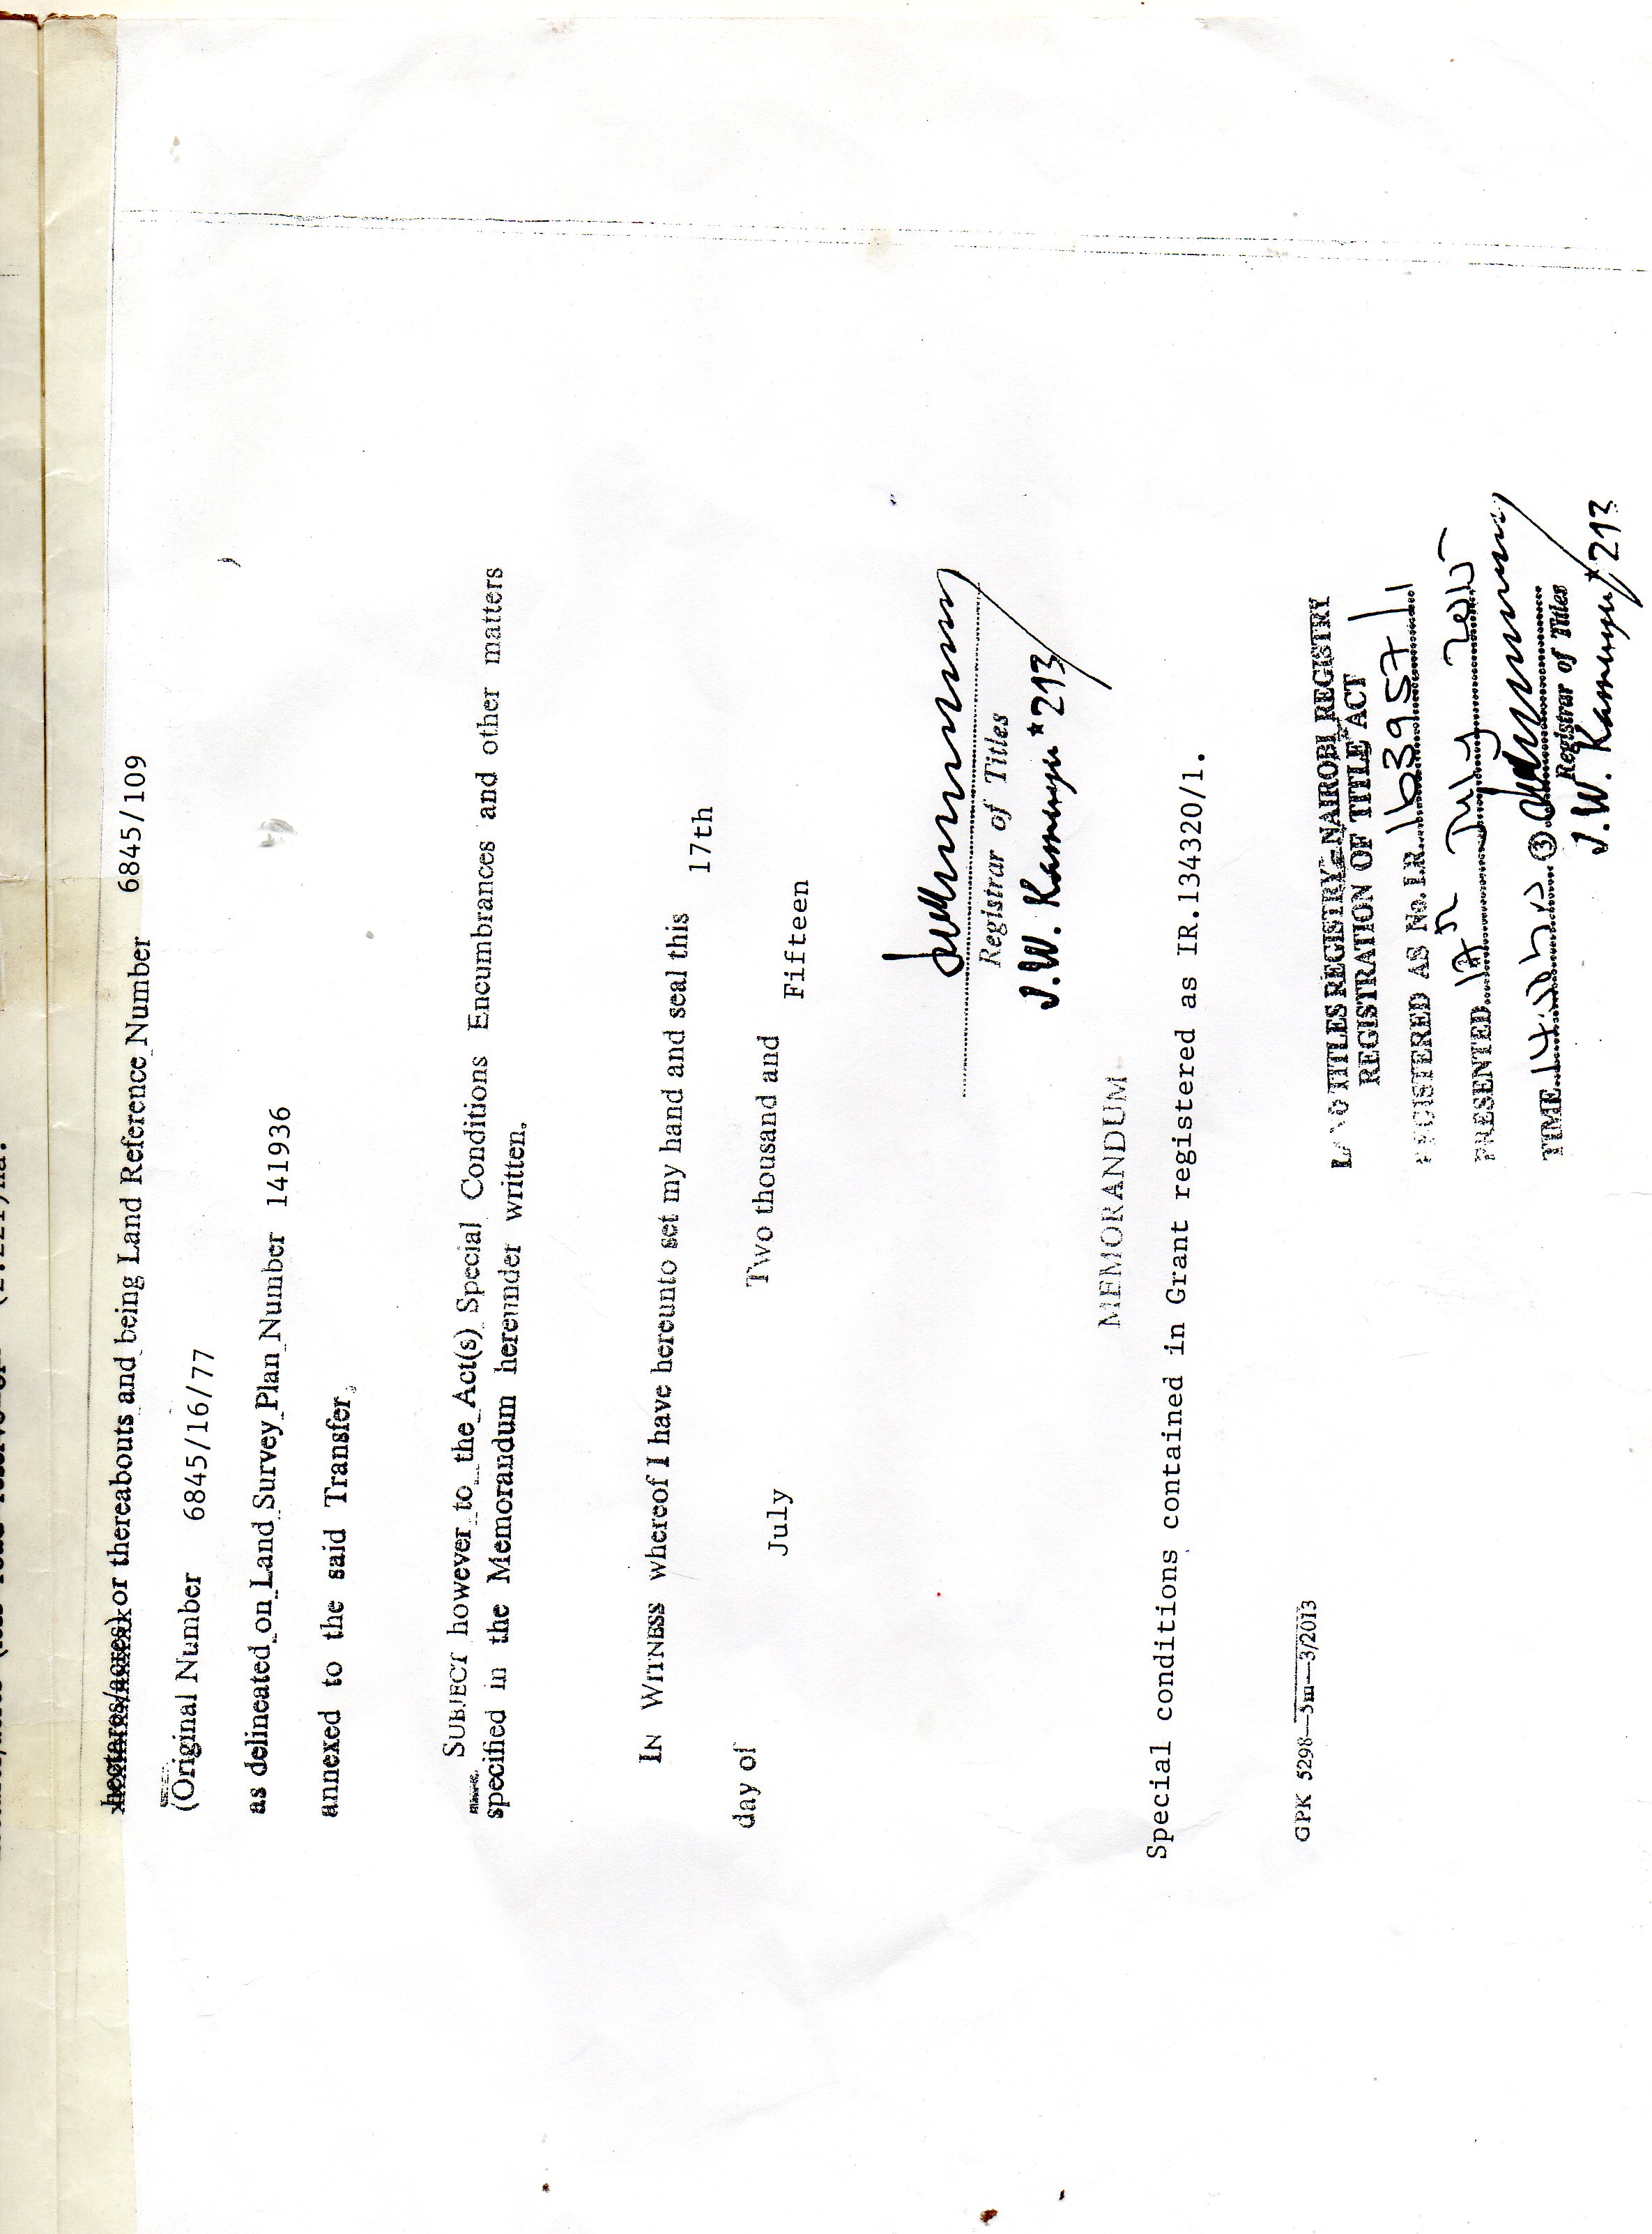 (2.221)ha.
hectares/acres) or thereabouts and being Land Reference Number 6845/109
(Original Number 6845/16/77 )
as delineated on Land Survey Plan Number 141936
annexed to the said Transfer;
SUBJECT however to the Act(s) Special Conditions Encumbrances and other matters
specified in the Memorandum hereunder written.
IN WITNESS whereof I have hereunto set my hand and seal this 17th
day of July Two thousand and Fifteen
Registrar of Titles
J.W. Kamuyu *213
MEMORANDUM
Special conditions contained in Grant registered as IR.134320/1.
GPK 5298—5m—3/2013
LAND TITLES REGISTRY - NAIROBI REGISTRY
REGISTRATION OF TITLE ACT
REGISTERED AS No. I.R. 163957/1
PRESENTED 17th July 2015
TIME 14:00hrs ③
Registrar of Titles
J.W. Kamuyu *213